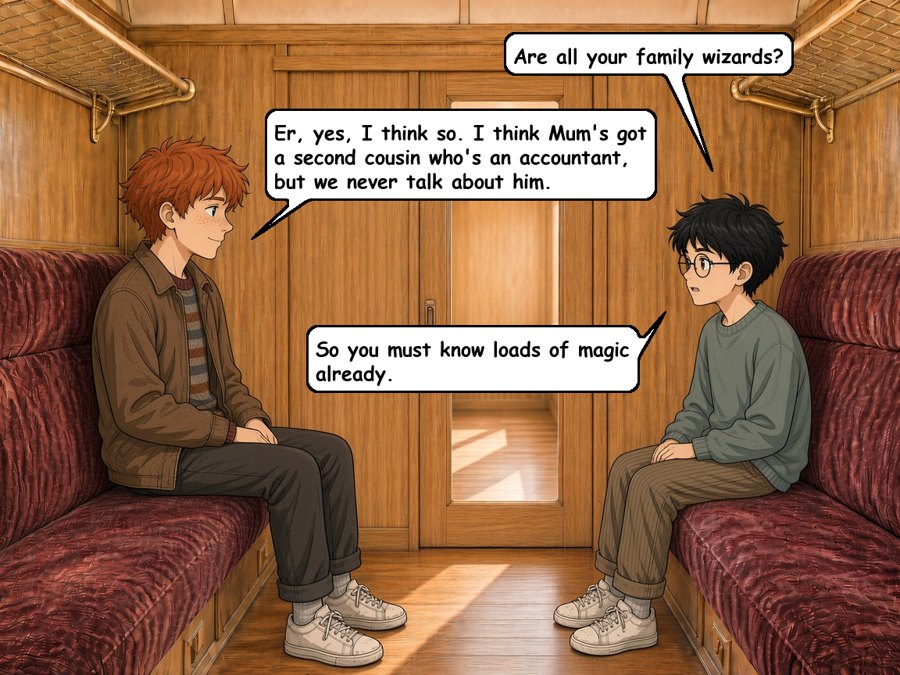 Are all your family wizards?
Er, yes, I think so. I think Mum's got
a second cousin who's an accountant,
but we never talk about him.
So you must know loads of magic
already.